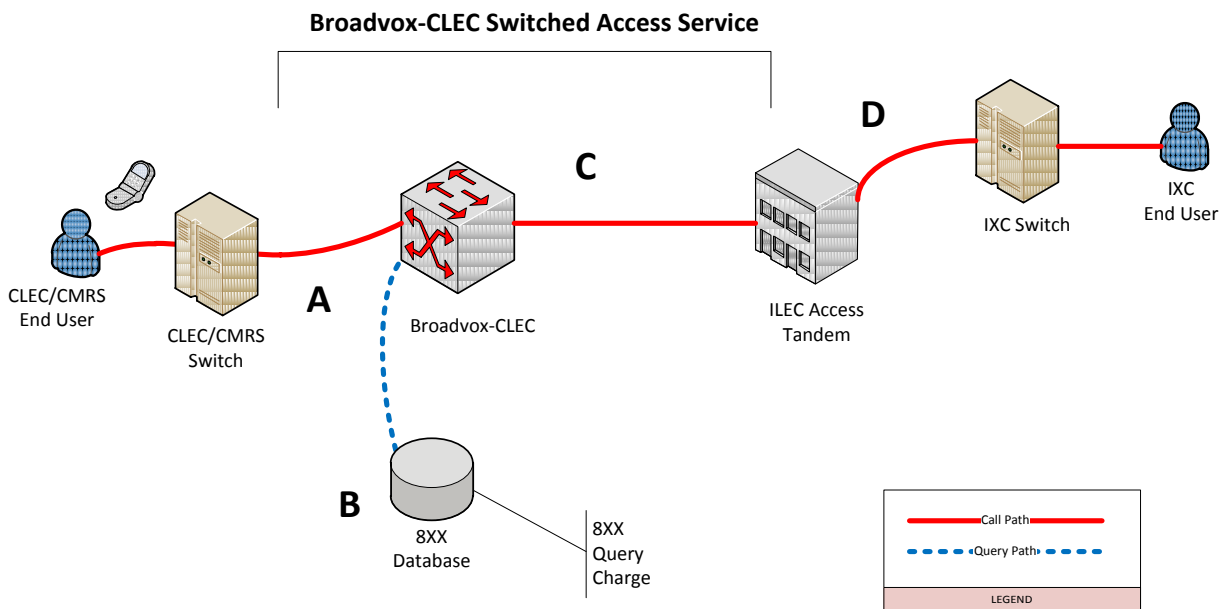 Broadvox-CLEC Switched Access Service
D
C
IXC
End User
IXC Switch
CLEC/CMRS
End User
A
CLEC/CMRS
Switch
Broadvox-CLEC
ILEC Access
Tandem
B
8XX
Database
8XX
Query
Charge
Call Path
Query Path
LEGEND